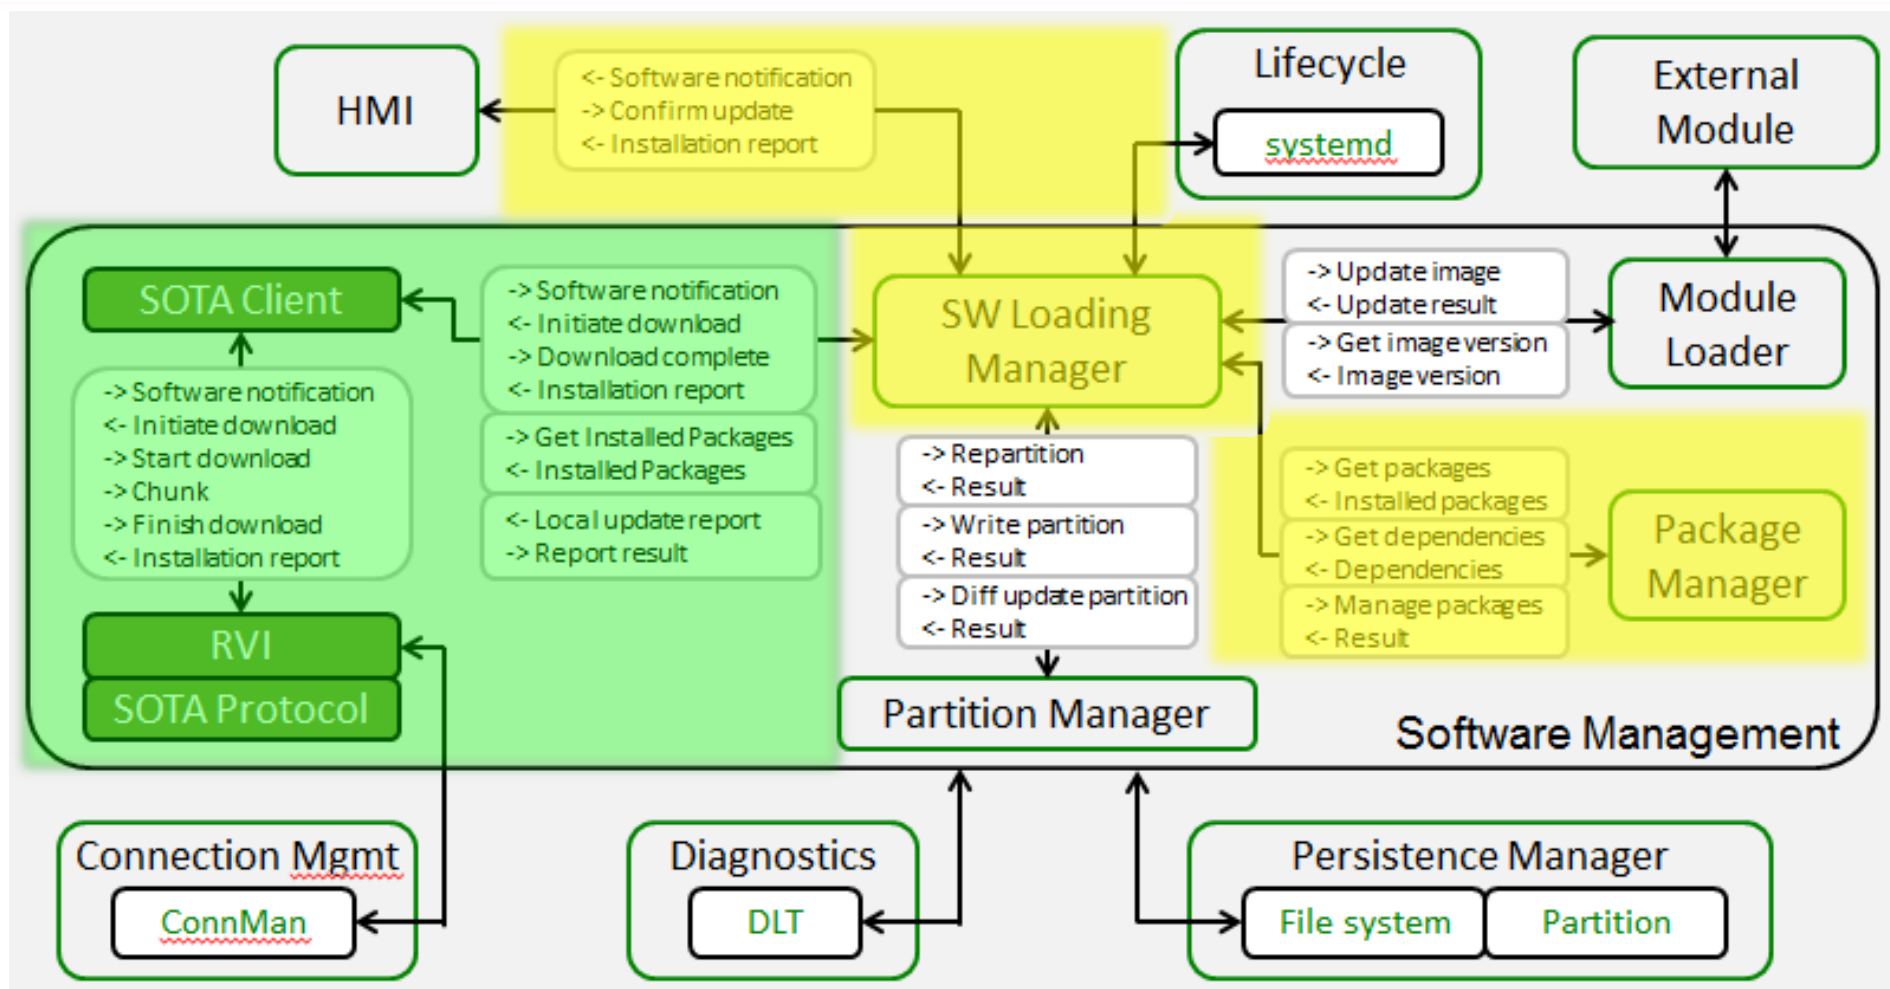 HMI
<- Software notification
-> Confirm update
<- Installation report
Lifecycle
systemd
External
Module
SOTA Client
-> Software notification
<- Initiate download
-> Start download
-> Chunk
-> Finish download
<- Installation report
RVI
SOTA Protocol
-> Software notification
<- Initiate download
-> Download complete
<- Installation report
-> Get Installed Packages
<- Installed Packages
<- Local update report
-> Report result
SW Loading
Manager
-> Update image
<- Update result
-> Get image version
<- Image version
Module
Loader
-> Repartition
<- Result
-> Write partition
<- Result
-> Diff update partition
<- Result
-> Get packages
<- Installed packages
-> Get dependencies
<- Dependencies
-> Manage packages
<- Result
Package
Manager
Partition Manager
Software Management
Connection Mgmt
ConnMan
Diagnostics
DLT
Persistence Manager
File system
Partition